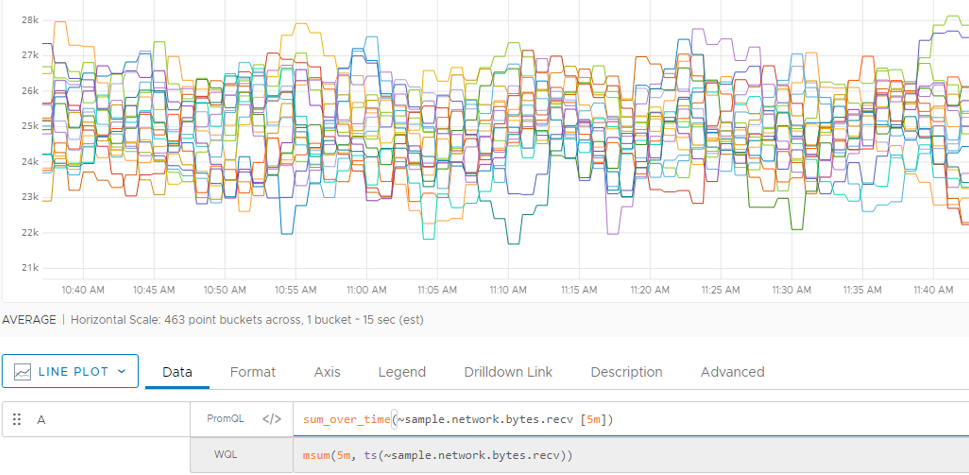 28k
27k
26k
25k
24k
23k
22k
21k
10:40 AM 10:45 AM 10:50 AM 10:55 AM 11:00 AM 11:05 AM 11:10 AM 11:15 AM 11:20 AM 11:25 AM 11:30 AM 11:35 AM 11:40 AM
AVERAGE | Horizontal Scale: 463 point buckets across, 1 bucket ~ 15 sec (est)
LINE PLOT Data Format Axis Legend Drilldown Link Description Advanced
A PromQL </> sum_over_time(~sample.network.bytes.recv [5m])
WQL msum(5m, ts(~sample.network.bytes.recv))